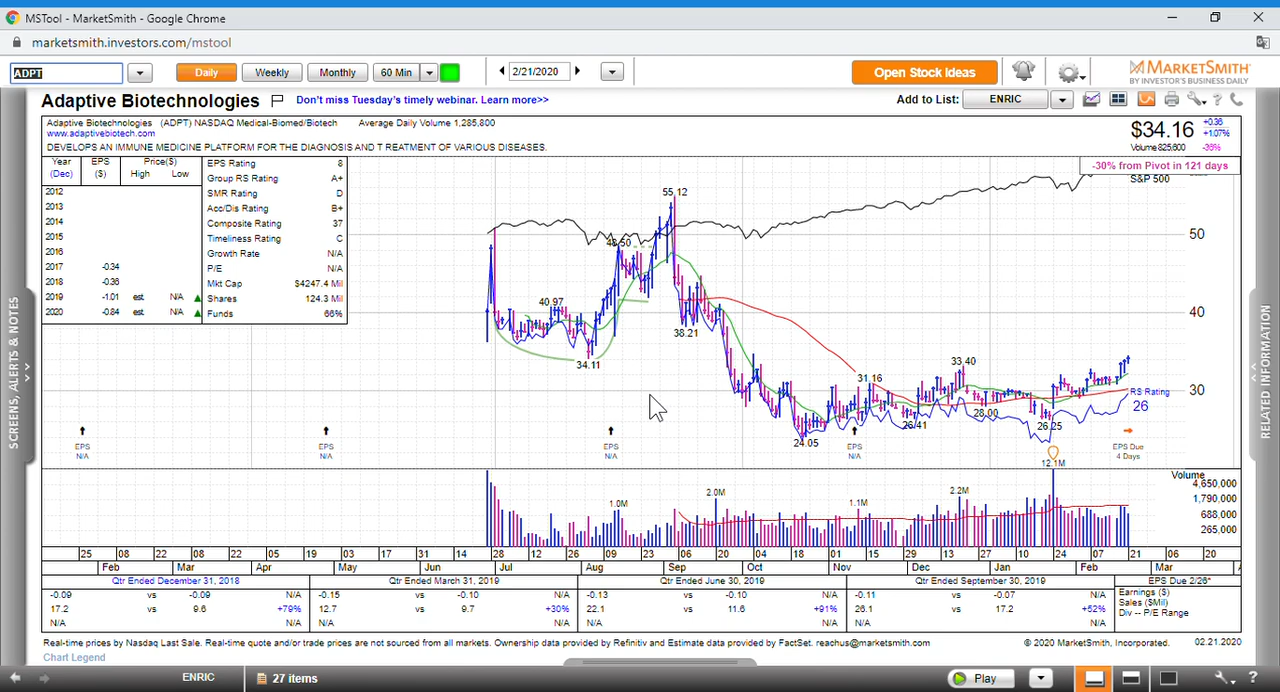 MSTool - MarketSmith - Google Chrome
marketsmith.investors.com/mstool
ADPT Daily Weekly Monthly 60 Min 2/21/2020 Open Stock Ideas MARKETSMITH
BY INVESTOR'S BUSINESS DAILY
Adaptive Biotechnologies Don't miss Tuesday's timely webinar. Learn more>> Add to List: ENRIC
Adaptive Biotechnologies (ADPT) NASDAQ Medical-Biomed/Biotech Average Daily Volume 1,285,800
www.adaptivebiotech.com
DEVELOPS AN IMMUNE MEDICINE PLATFORM FOR THE DIAGNOSIS AND T REATMENT OF VARIOUS DISEASES.
$34.16 +0.36
+1.07%
Volume 825,600 -36%
-30% from Pivot in 121 days
S&P 500
Year EPS Price($)
(Dec) ($) High Low
2012
2013
2014
2015
2016
2017 -0.34
2018 -0.36
2019 -1.01 est N/A
2020 -0.84 est N/A
EPS Rating 8
Group RS Rating A+
SMR Rating D
Acc/Dis Rating B+
Composite Rating 37
Timeliness Rating C
Growth Rate N/A
P/E N/A
Mkt Cap $4247.4 Mil
Shares 124.3 Mil
Funds 66%
55.12
50
40.97
40
38.21
34.11
33.40
31.16
30
RS Rating
26
28.00
26.41
26.25
24.05
EPS EPS EPS EPS EPS Due
N/A N/A N/A N/A 4 Days
12.1M
Volume
4,650,000
1,790,000
688,000
265,000
1.0M 2.0M 1.1M 2.2M
25 08 22 08 22 05 19 03 17 31 14 28 12 26 09 23 06 20 04 18 01 15 29 13 27 10 24 07 21 06 20
Feb Mar Apr May Jun Jul Aug Sep Oct Nov Dec Jan Feb
Qtr Ended December 31, 2018 Qtr Ended March 31, 2019 Qtr Ended June 30, 2019 Qtr Ended September 30, 2019 EPS Due 2/26*
-0.09 vs -0.09 N/A -0.15 vs -0.10 N/A -0.13 vs -0.10 N/A -0.11 vs -0.07 N/A Earnings ($)
17.2 vs 9.6 +79% 12.7 vs 9.7 +30% 22.1 vs 11.6 +91% 26.1 vs 17.2 +52% Sales ($Mil)
N/A N/A N/A N/A N/A N/A N/A N/A Div -- P/E Range
Real-time prices by Nasdaq Last Sale. Real-time quote and/or trade prices are not sourced from all markets. Ownership data provided by Refinitiv and Estimate data provided by FactSet. reachus@marketsmith.com © 2020 MarketSmith, Incorporated. 02.21.2020
Chart Legend
SCREENS, ALERTS & NOTES
RELATED INFORMATION
ENRIC 27 items Play